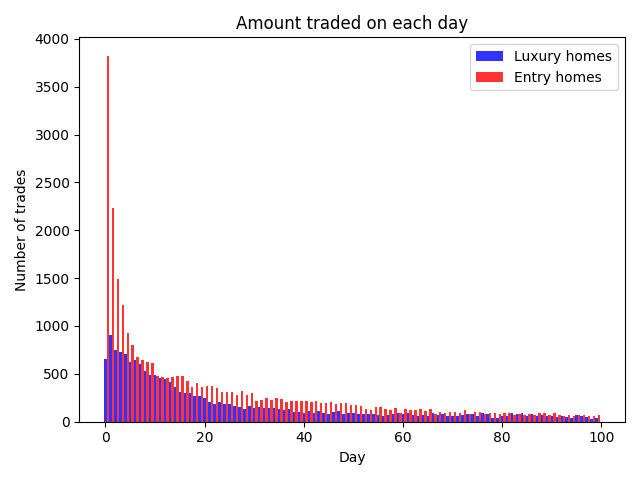 Amount traded on each day
Luxury homes
Entry homes
Number of trades
4000
3500
3000
2500
2000
1500
1000
500
0
0 20 40 60 80 100
Day